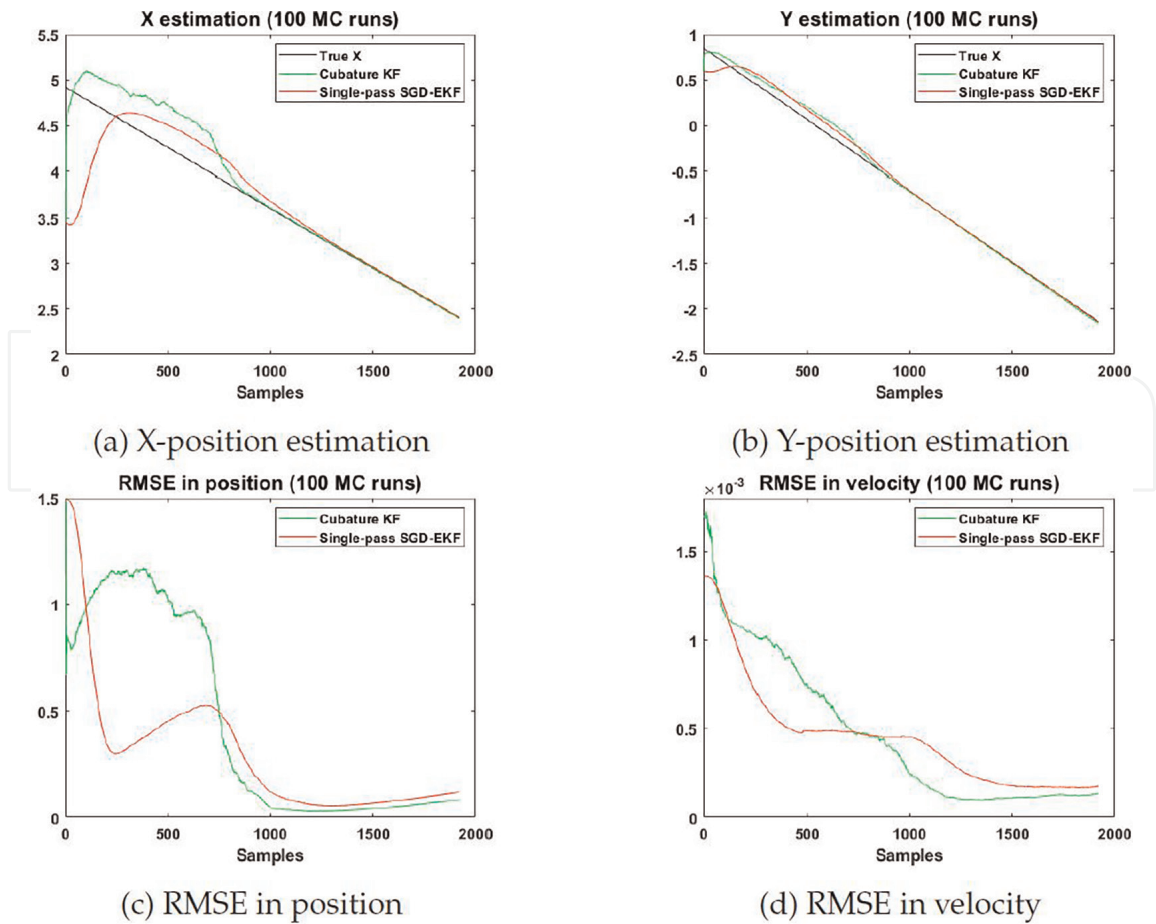 X estimation (100 MC runs)
5.5
5
4.5
4
3.5
3
2.5
2
True X
Cubature KF
Single-pass SGD-EKF
0
500
1000
1500
2000
Samples
(a) X-position estimation
Y estimation (100 MC runs)
1
0.5
0
-0.5
-1
-1.5
-2
-2.5
True X
Cubature KF
Single-pass SGD-EKF
0
500
1000
1500
2000
Samples
(b) Y-position estimation
RMSE in position (100 MC runs)
1.5
1
0.5
0
Cubature KF
Single-pass SGD-EKF
0
500
1000
1500
2000
Samples
(c) RMSE in position
×10-3
RMSE in velocity (100 MC runs)
1.5
1
0.5
0
Cubature KF
Single-pass SGD-EKF
0
500
1000
1500
2000
Samples
(d) RMSE in velocity